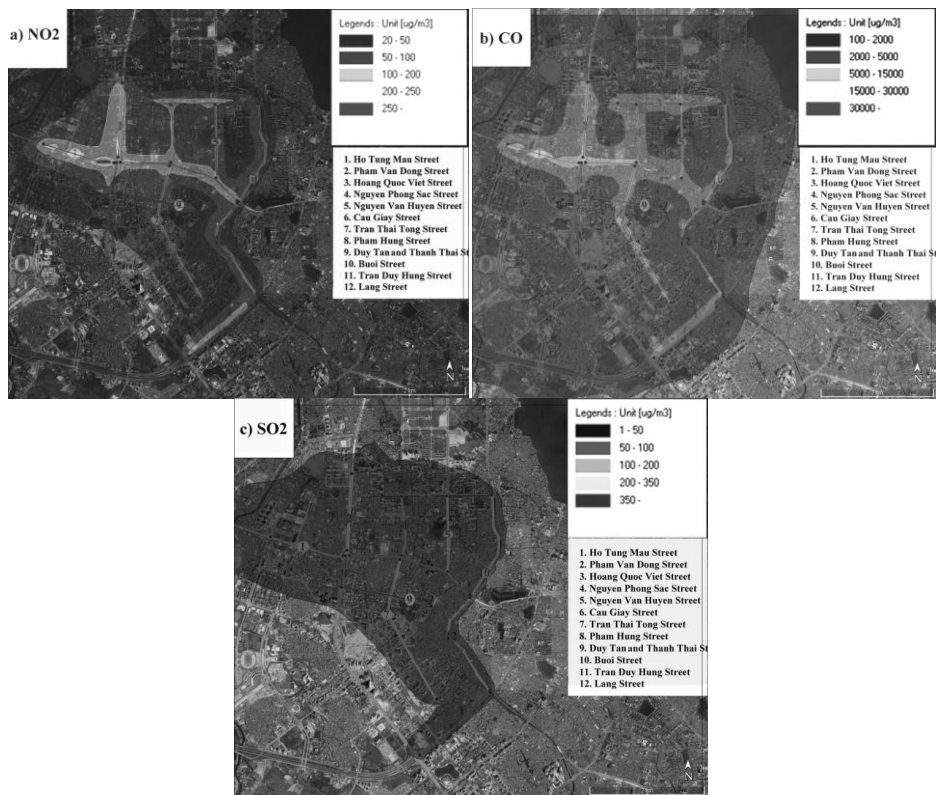 a) NO2
Legends : Unit [ug/m3]
20 - 50
50 - 100
100 - 200
200 - 250
250 -
1. Ho Tung Mau Street
2. Pham Van Dong Street
3. Hoang Quoc Viet Street
4. Nguyen Phong Sac Street
5. Nguyen Van Huyen Street
6. Cau Giay Street
7. Tran Thai Tong Street
8. Pham Hung Street
9. Duy Tan and Thanh Thai St
10. Buoi Street
11. Tran Duy Hung Street
12. Lang Street
N
b) CO
Legends : Unit [ug/m3]
100 - 2000
2000 - 5000
5000 - 15000
15000 - 30000
30000 -
1. Ho Tung Mau Street
2. Pham Van Dong Street
3. Hoang Quoc Viet Street
4. Nguyen Phong Sac Street
5. Nguyen Van Huyen Street
6. Cau Giay Street
7. Tran Thai Tong Street
8. Pham Hung Street
9. Duy Tan and Thanh Thai St
10. Buoi Street
11. Tran Duy Hung Street
12. Lang Street
N
c) SO2
Legends : Unit [ug/m3]
1 - 50
50 - 100
100 - 200
200 - 350
350 -
1. Ho Tung Mau Street
2. Pham Van Dong Street
3. Hoang Quoc Viet Street
4. Nguyen Phong Sac Street
5. Nguyen Van Huyen Street
6. Cau Giay Street
7. Tran Thai Tong Street
8. Pham Hung Street
9. Duy Tan and Thanh Thai St
10. Buoi Street
11. Tran Duy Hung Street
12. Lang Street
N